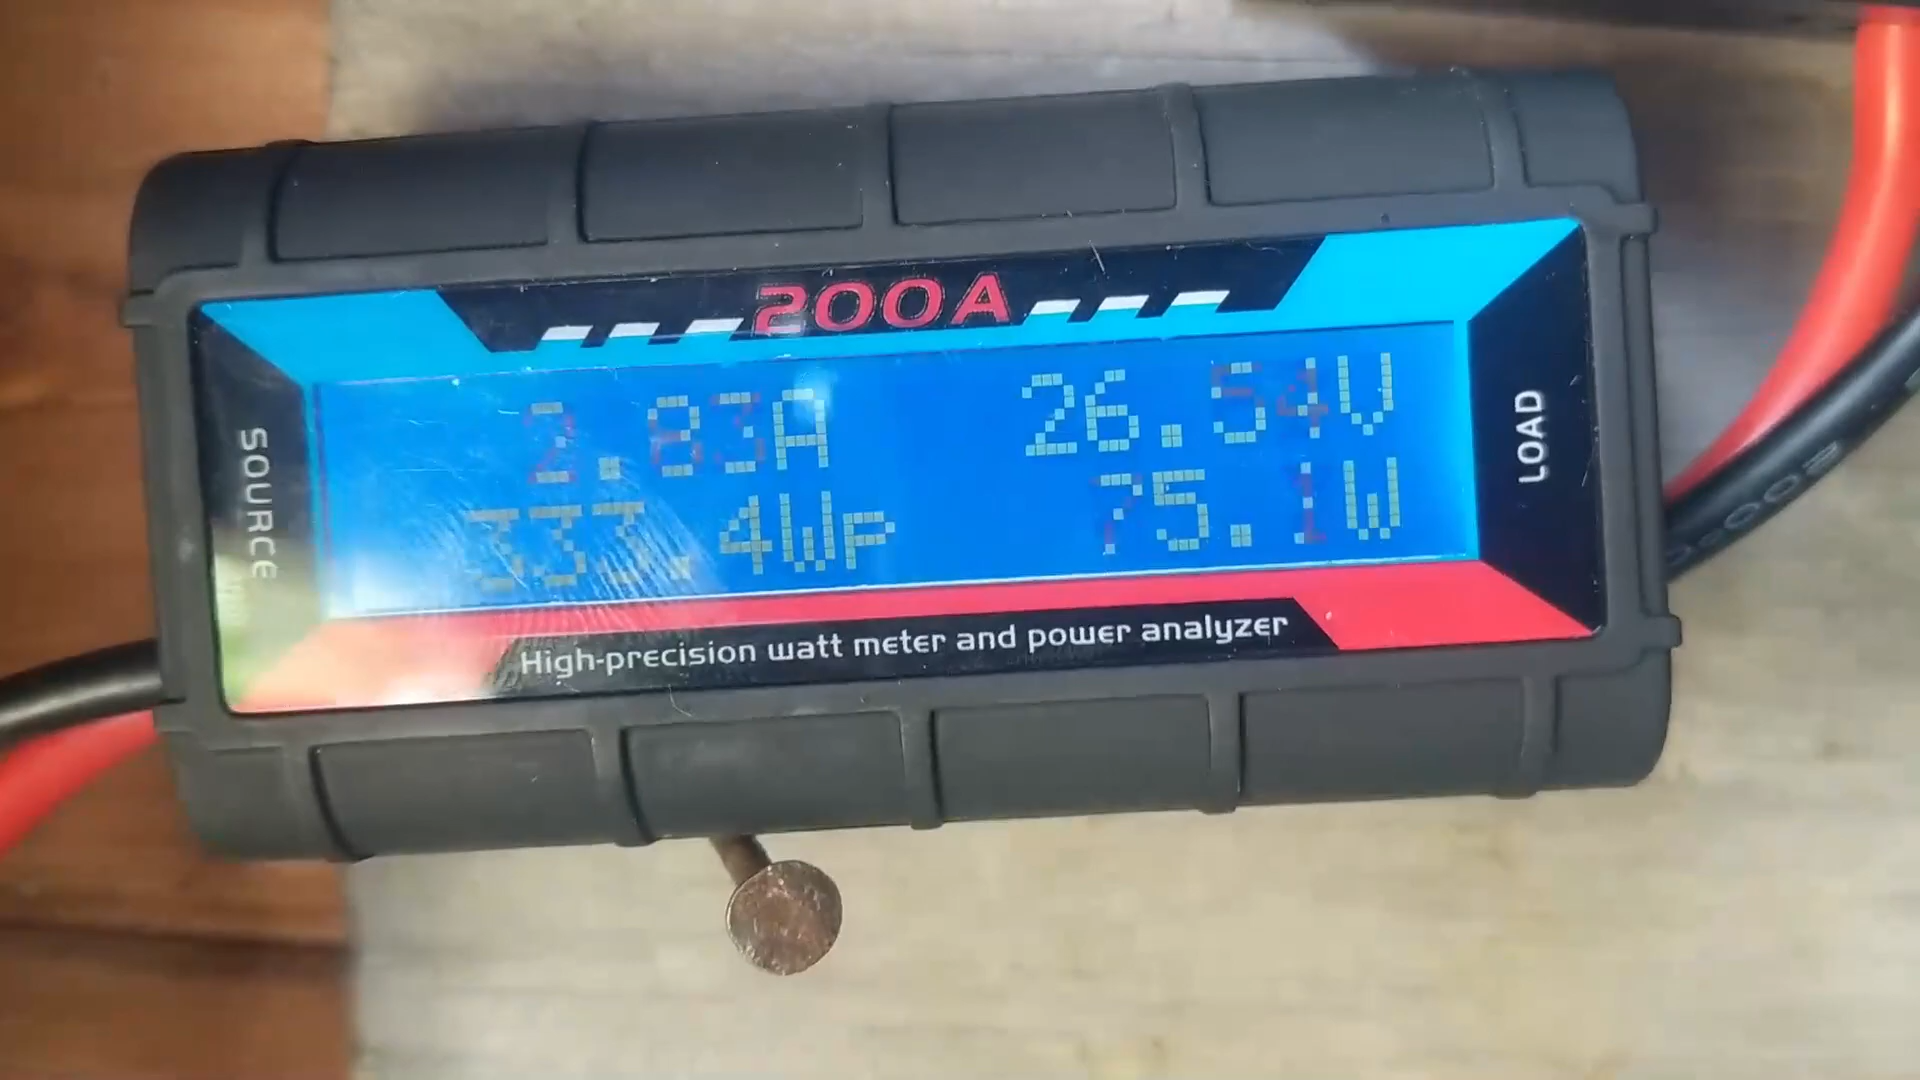 200A
2.83A 26.54V
333.4Wp 75.1W
SOURCE
LOAD
High-precision watt meter and power analyzer